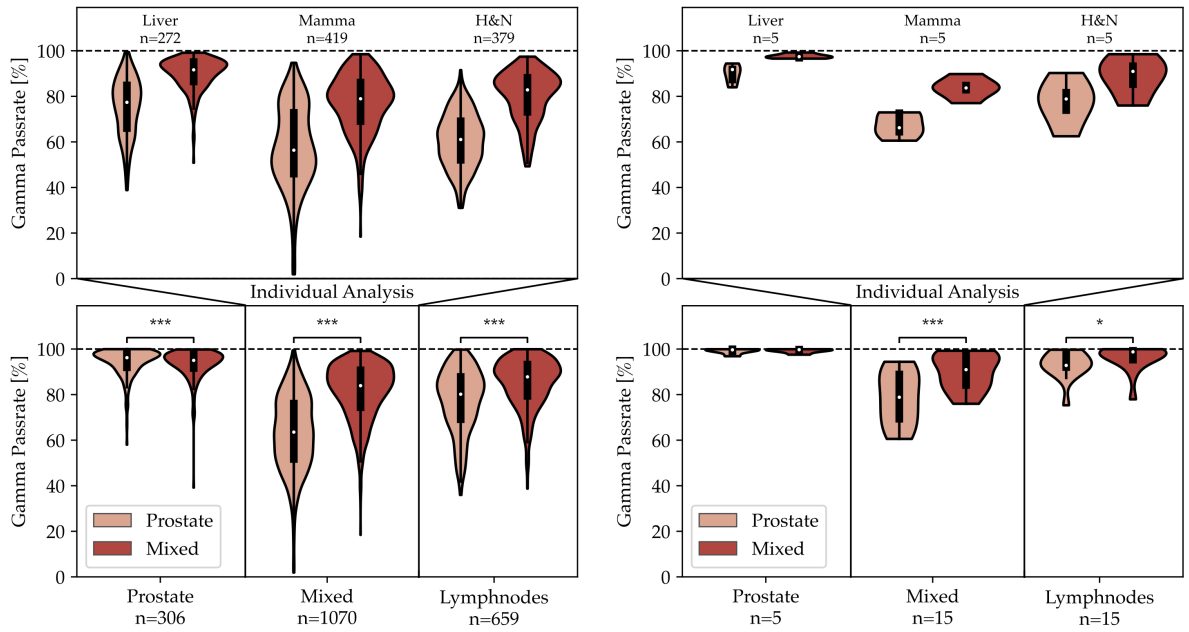 Liver Mamma H&N
n=272 n=419 n=379
100
80
60
40
20
0
Gamma Passrate [%]
Individual Analysis
*** *** ***
100
80
60
40
20
0
Gamma Passrate [%]
Prostate
Mixed
Prostate Mixed Lymphnodes
n=306 n=1070 n=659
Liver Mamma H&N
n=5 n=5 n=5
100
80
60
40
20
0
Gamma Passrate [%]
Individual Analysis
*** *
100
80
60
40
20
0
Gamma Passrate [%]
Prostate
Mixed
Prostate Mixed Lymphnodes
n=5 n=15 n=15